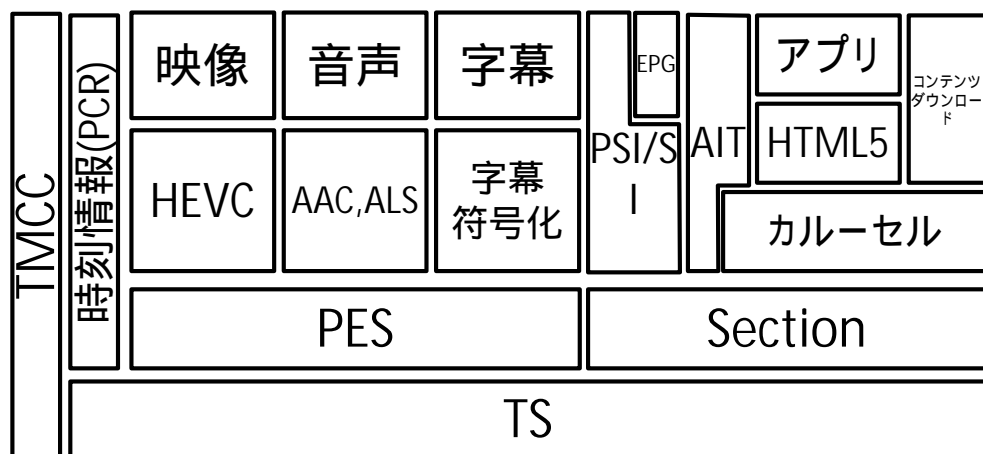 TMCC
時刻情報(PCR)
映像
音声
字幕
EPG
アプリ
コンテンツ
ダウンロー
ド
HEVC
AAC,ALS
字幕
符号化
PSI/S
I
AIT
HTML5
カルーセル
PES
Section
TS